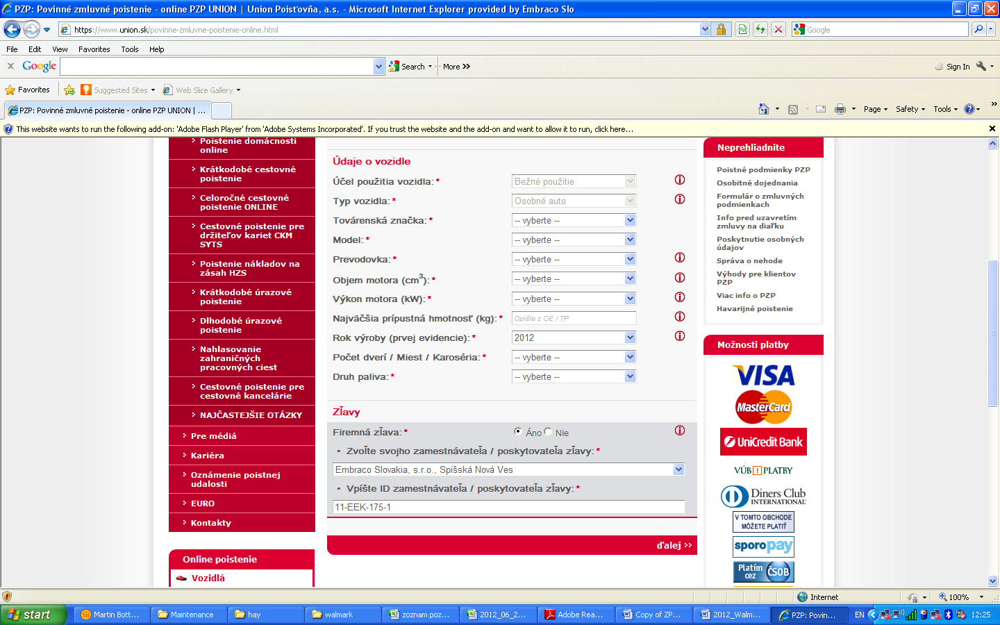 PZP: Povinné zmluvné poistenie - online PZP UNION | Union Poisťovňa, a.s. - Microsoft Internet Explorer provided by Embraco Slo
https://www.union.sk/povinne-zmluvne-poistenie-online.html
Google
File Edit View Favorites Tools Help
x Google Search More >> Sign In
Favorites Suggested Sites Web Slice Gallery
PZP: Povinné zmluvné poistenie - online PZP UNION | ...
Page Safety Tools
This website wants to run the following add-on: 'Adobe Flash Player' from 'Adobe Systems Incorporated'. If you trust the website and the add-on and want to allow it to run, click here...
Poistenie domácnosti
online
Krátkodobé cestovné
poistenie
Celoročné cestovné
poistenie ONLINE
Cestovné poistenie pre
držiteľov kariet CKM
SYTS
Poistenie nákladov na
zásah HZS
Krátkodobé úrazové
poistenie
Dlhodobé úrazové
poistenie
Nahlasovanie
zahraničných
pracovných ciest
Cestovné poistenie pre
cestovné kancelárie
NAJČASTEJŠIE OTÁZKY
Pre médiá
Kariéra
Oznámenie poistnej
udalosti
EURO
Kontakty
Online poistenie
Vozidlá
Údaje o vozidle
Účel použitia vozidla:* Bežné použitie
Typ vozidla:* Osobné auto
Továrenská značka:* -- vyberte --
Model:* -- vyberte --
Prevodovka:* -- vyberte --
Objem motora (cm3):* -- vyberte --
Výkon motora (kW):* -- vyberte --
Najväčšia prípustná hmotnosť (kg):* Opíšte z OE / TP
Rok výroby (prvej evidencie):* 2012
Počet dverí / Miest / Karoséria:* -- vyberte --
Druh paliva:* -- vyberte --
Zľavy
Firemná zľava:* Áno Nie
• Zvoľte svojho zamestnávateľa / poskytovateľa zľavy:*
Embraco Slovakia, s.r.o., Spišská Nová Ves
• Vpíšte ID zamestnávateľa / poskytovateľa zľavy:*
11-EEK-175-1
ďalej >>
Neprehliadnite
Poistné podmienky PZP
Osobitné dojednania
Formulár o zmluvných
podmienkach
Info pred uzavretím
zmluvy na diaľku
Poskytnutie osobných
údajov
Správa o nehode
Výhody pre klientov
PZP
Viac info o PZP
Havarijné poistenie
Možnosti platby
VISA
MasterCard
UniCredit Bank
VÚB PLATBY
Diners Club
INTERNATIONAL
V TOMTO OBCHODE
MÔŽETE PLATIŤ
sporopay
Platím
cez ČSOB
Internet 100%
start Martin Bott... Maintenance hay walmark zoznam poz... 2012_06_2... Adobe Rea... Copy of ZP... 2012_Walm... PZP: Povin... EN 12:25